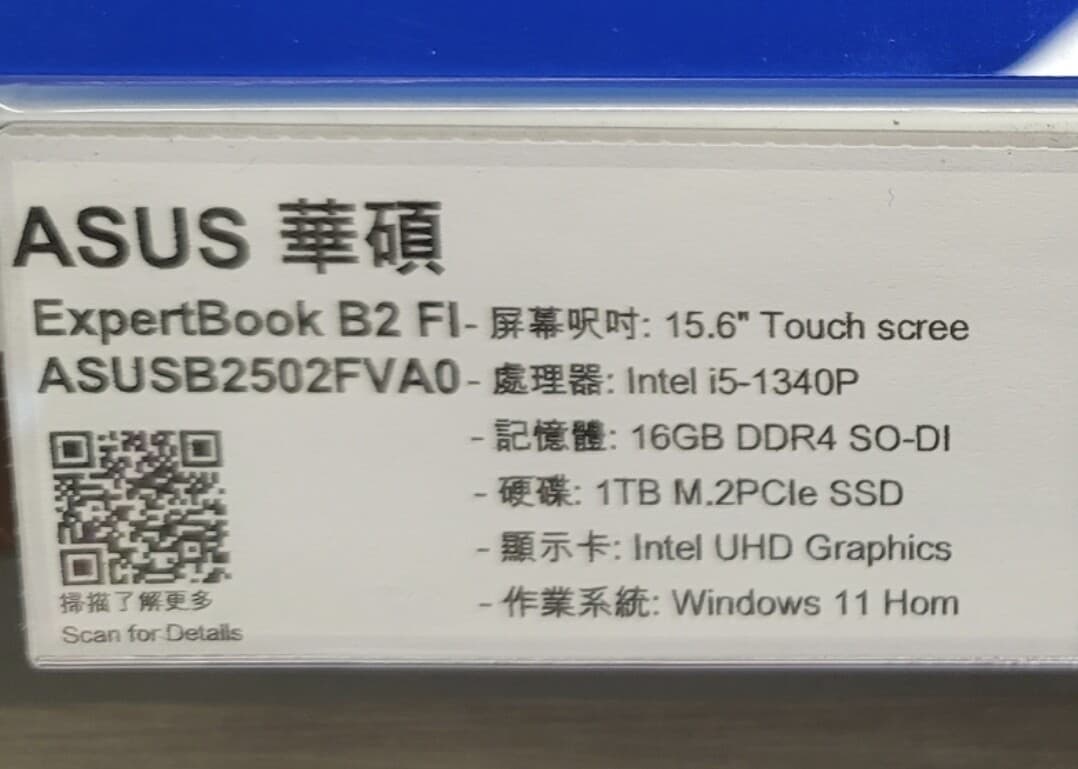 ASUS 華碩
ExpertBook B2 Fl
ASUSB2502FVA0
- 屏幕呎吋: 15.6" Touch scree
- 處理器: Intel i5-1340P
- 記憶體: 16GB DDR4 SO-DI
- 硬碟: 1TB M.2PCIe SSD
- 顯示卡: Intel UHD Graphics
- 作業系統: Windows 11 Hom
掃描了解更多
Scan for Details